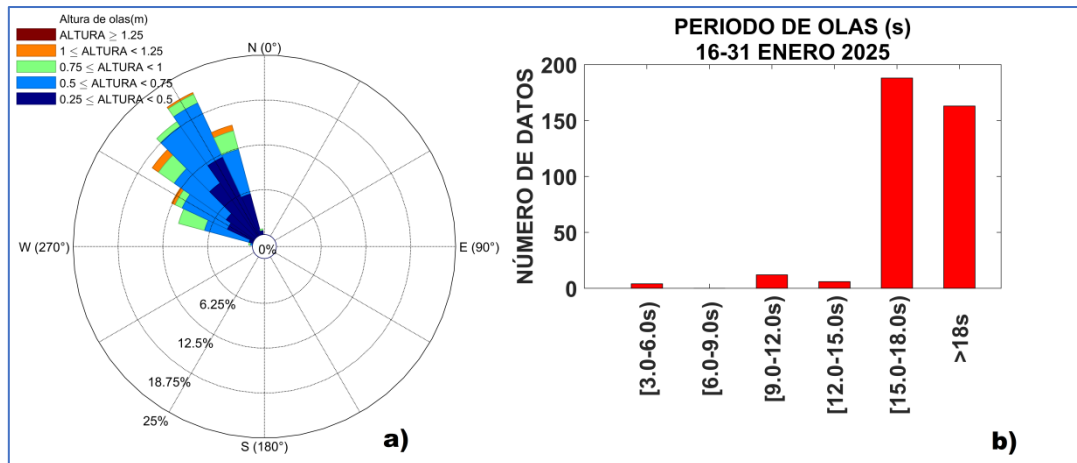 Altura de olas(m)
ALTURA ≥ 1.25
1 ≤ ALTURA < 1.25
0.75 ≤ ALTURA < 1
0.5 ≤ ALTURA < 0.75
0.25 ≤ ALTURA < 0.5
N (0°)
W (270°)
E (90°)
0%
6.25%
12.5%
18.75%
25%
S (180°)
a)
PERIODO DE OLAS (s)
16-31 ENERO 2025
NÚMERO DE DATOS
200
150
100
50
0
[3.0-6.0s)
[6.0-9.0s)
[9.0-12.0s)
[12.0-15.0s)
[15.0-18.0s)
>18s
b)